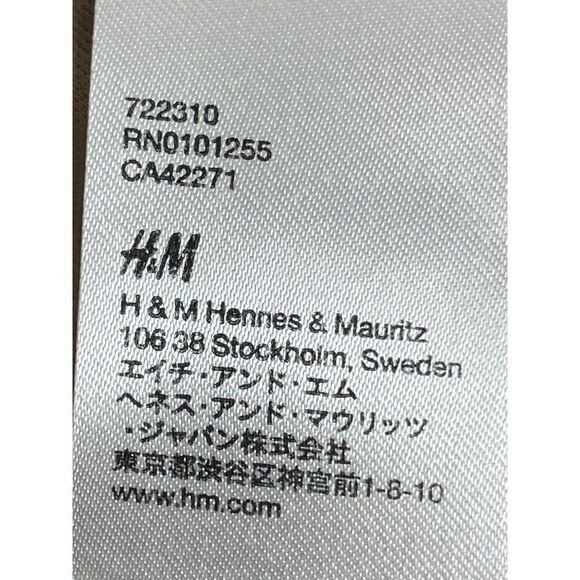 722310
RN0101255
CA42271
H&M
H & M Hennes & Mauritz
106 38 Stockholm, Sweden
エイチ・アンド・エム
ヘネス・アンド・マウリッツ
・ジャパン株式会社
東京都渋谷区神宮前1-8-10
www.hm.com